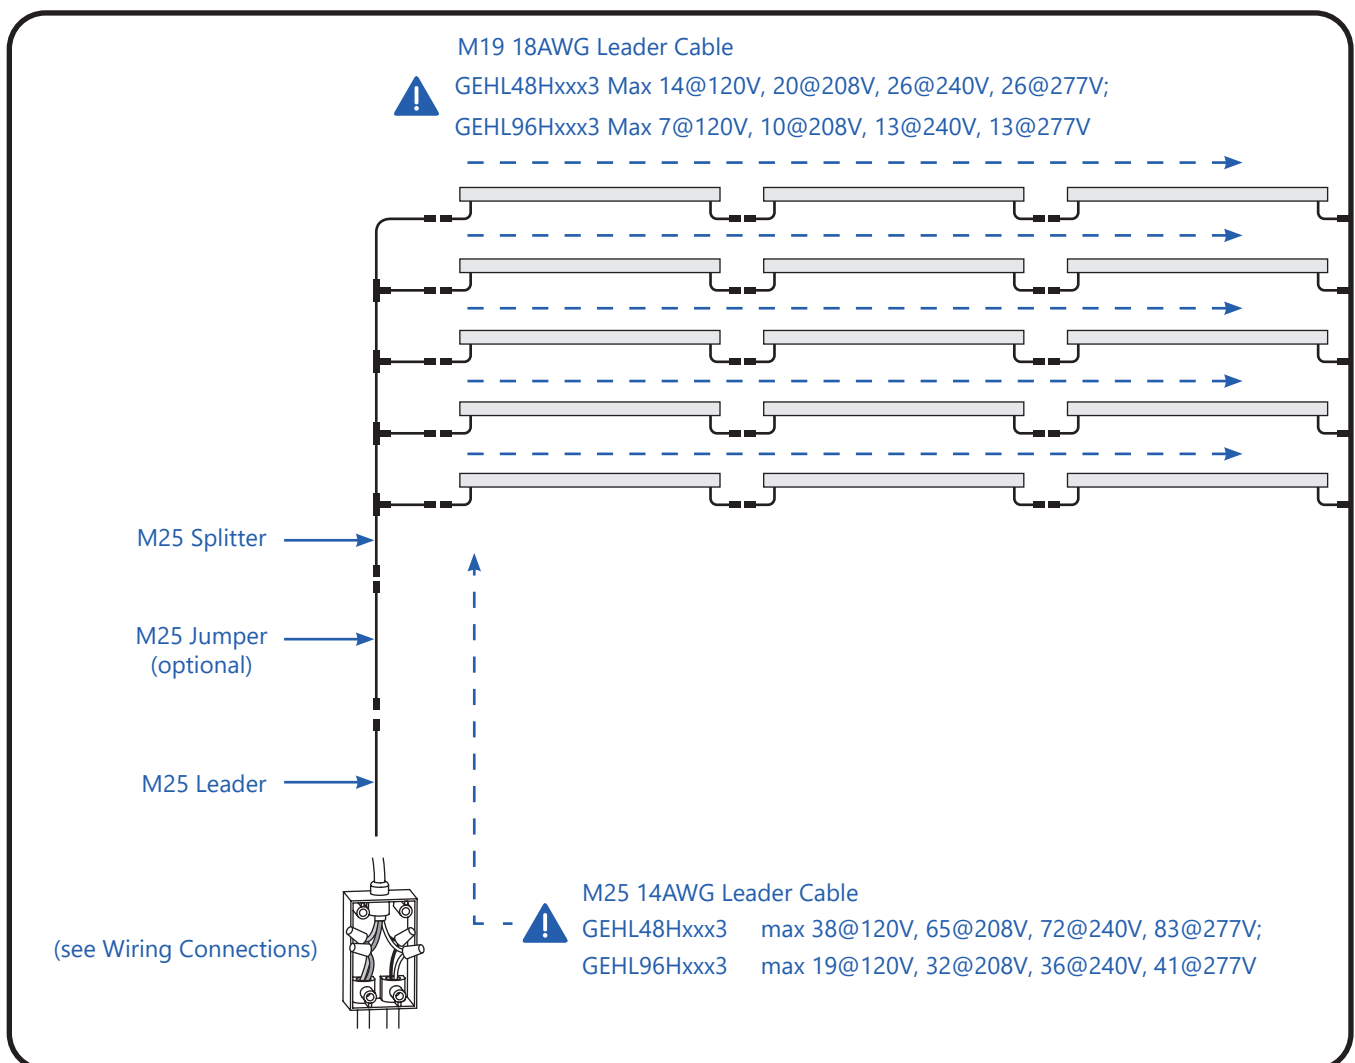 M19 18AWG Leader Cable
GEHL48Hxxx3 Max 14@120V, 20@208V, 26@240V, 26@277V;
GEHL96Hxxx3 Max 7@120V, 10@208V, 13@240V, 13@277V
M25 Splitter
M25 Jumper
(optional)
M25 Leader
(see Wiring Connections)
M25 14AWG Leader Cable
GEHL48Hxxx3 max 38@120V, 65@208V, 72@240V, 83@277V;
GEHL96Hxxx3 max 19@120V, 32@208V, 36@240V, 41@277V